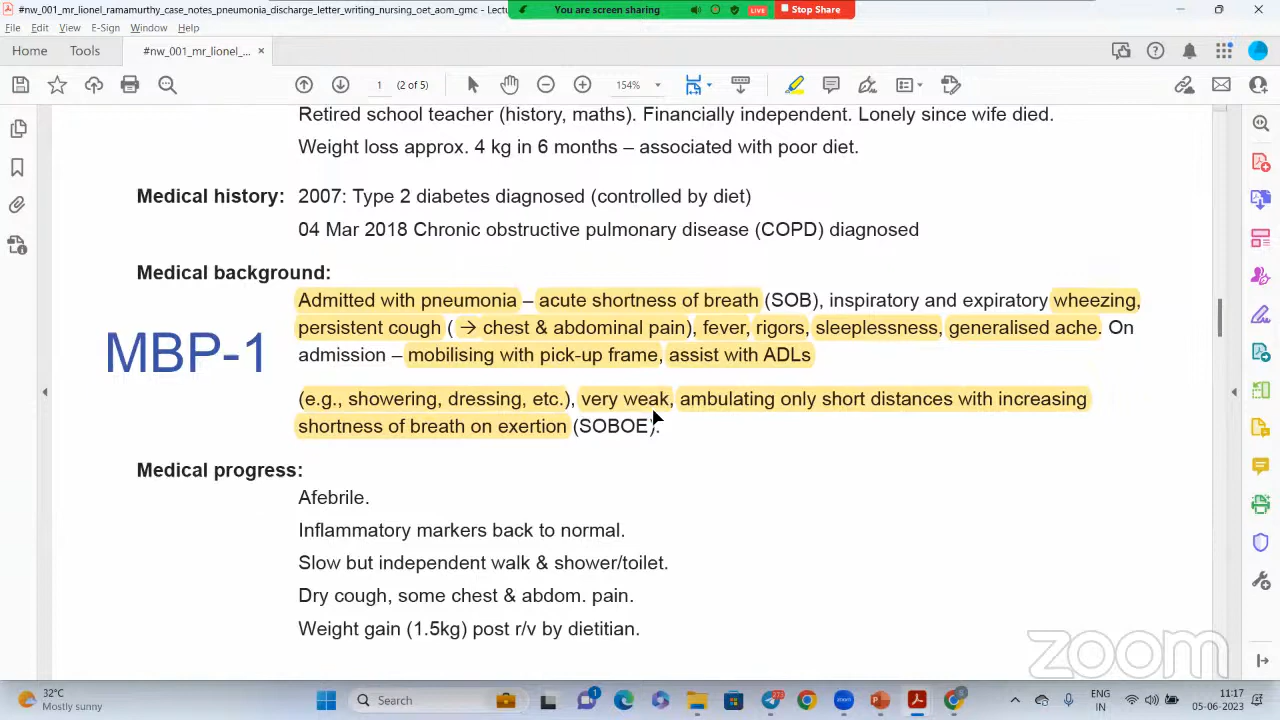 #nw_001_mr_lionel_ramamurthy_case_notes_pneumonia_discharge_letter_writing_nursing_oet_aom_gmc - Lectu
You are screen sharing LIVE Stop Share
File Edit View E-Sign Window Help
Home Tools #nw_001_mr_lionel_... ×
1 (2 of 5) 154%
Retired school teacher (history, maths). Financially independent. Lonely since wife died.
Weight loss approx. 4 kg in 6 months – associated with poor diet.
Medical history: 2007: Type 2 diabetes diagnosed (controlled by diet)
04 Mar 2018 Chronic obstructive pulmonary disease (COPD) diagnosed
Medical background:
Admitted with pneumonia – acute shortness of breath (SOB), inspiratory and expiratory wheezing,
persistent cough ( → chest & abdominal pain), fever, rigors, sleeplessness, generalised ache. On
admission – mobilising with pick-up frame, assist with ADLs
MBP-1
(e.g., showering, dressing, etc.), very weak, ambulating only short distances with increasing
shortness of breath on exertion (SOBOE).
Medical progress:
Afebrile.
Inflammatory markers back to normal.
Slow but independent walk & shower/toilet.
Dry cough, some chest & abdom. pain.
Weight gain (1.5kg) post r/v by dietitian.
zoom
32°C
Mostly sunny
Search
1
273
zoom
ENG
IN
11:17
05-06-2023